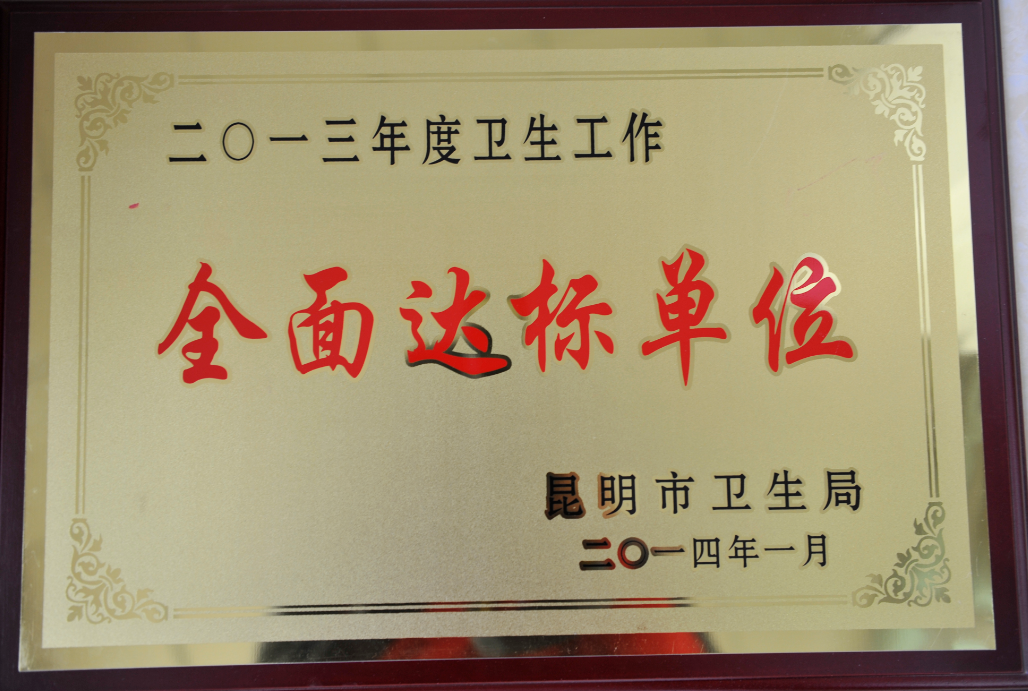 二〇一三年度卫生工作
全面达标单位
昆明市卫生局
二〇一四年一月